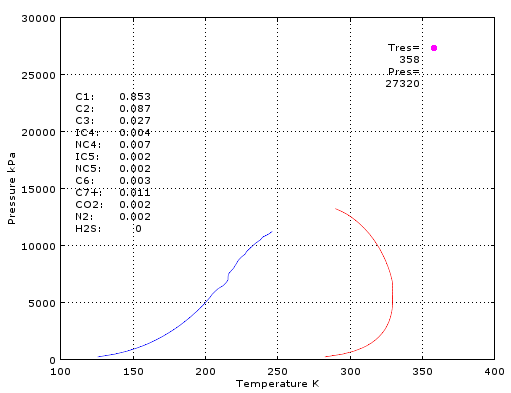 30000
25000
20000
15000
10000
5000
0
Pressure kPa
Tres=
358
Pres=
27320
C1: 0.853
C2: 0.087
C3: 0.027
IC4: 0.004
NC4: 0.007
IC5: 0.002
NC5: 0.002
C6: 0.003
C7+: 0.011
CO2: 0.002
N2: 0.002
H2S: 0
100 150 200 250 300 350 400
Temperature K